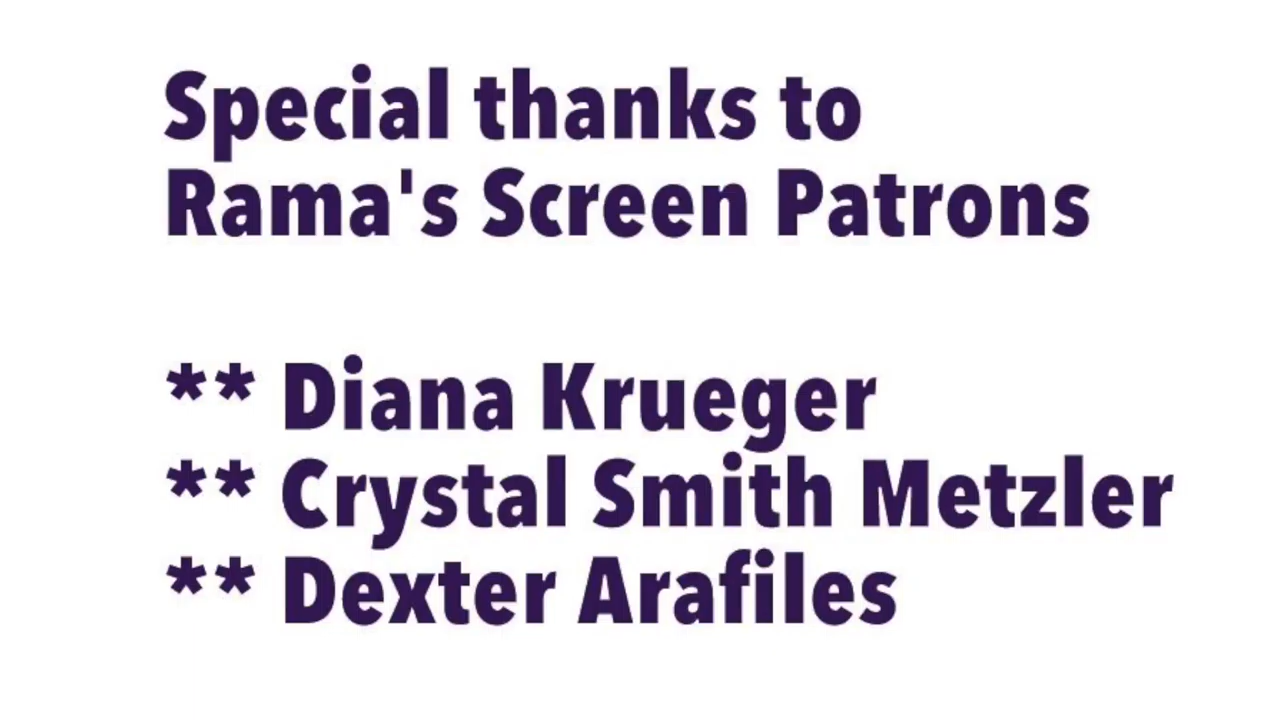 Special thanks to
Rama's Screen Patrons
** Diana Krueger
** Crystal Smith Metzler
** Dexter Arafiles